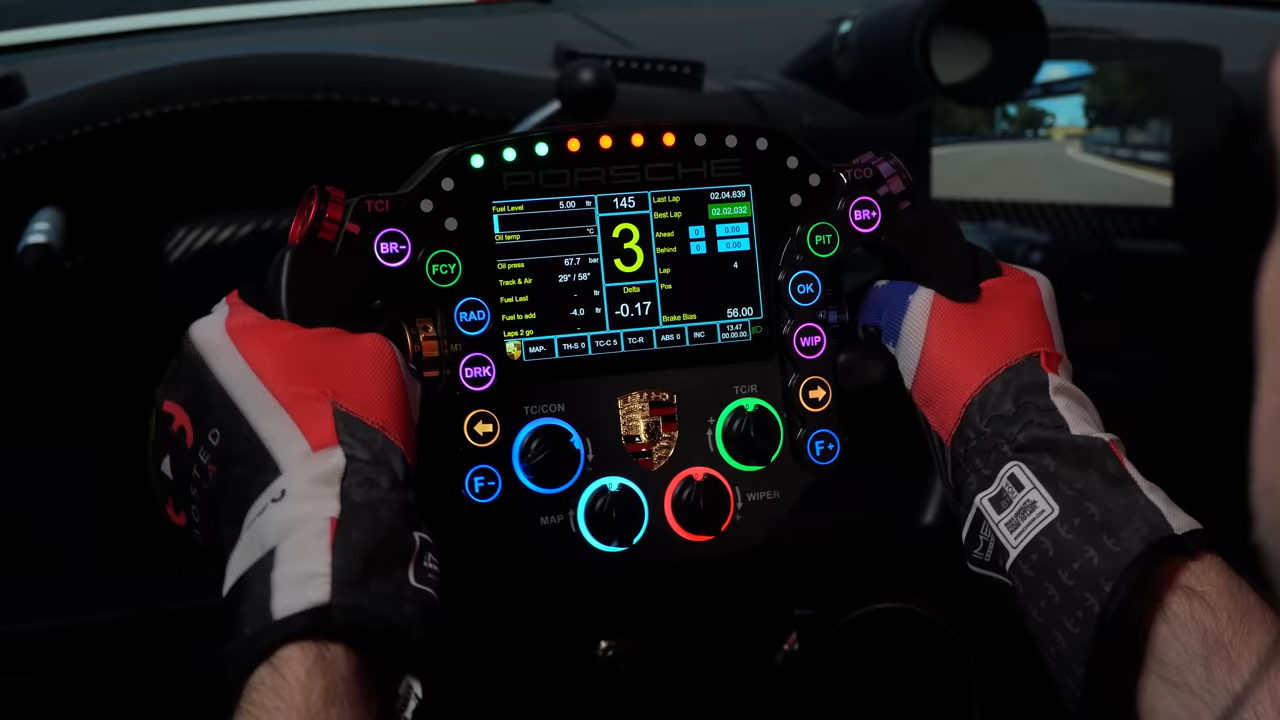 PORSCHE
TCI
TCO
BR-
BR+
FCY
PIT
RAD
OK
DRK
WIP
F-
F+
M1
Fuel Level 5.00 ltr
Oil temp °C
Oil press 67.7 bar
Track & Air 29° / 58°
Fuel Last - ltr
Fuel to add -4.0 ltr
Laps 2 go -
145
3
Delta
-0.17
Last Lap 02.04.639
Best Lap 02.02.032
Ahead 0 0.00
Behind 0 0.00
Lap 4
Pos
Brake Bias 56.00
MAP- TH-S 0 TC-C 5 TC-R ABS 0 INC 13.47
00.00.00.
TC/CON
TC/R
MAP
WIPER